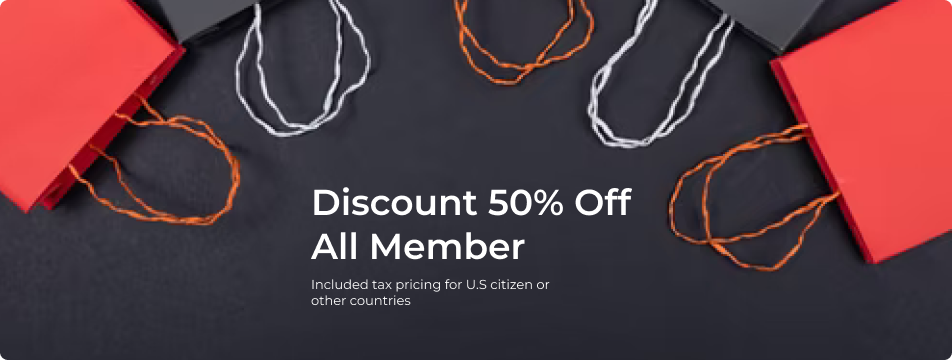 Discount 50% Off
All Member
Included tax pricing for U.S citizen or
other countries